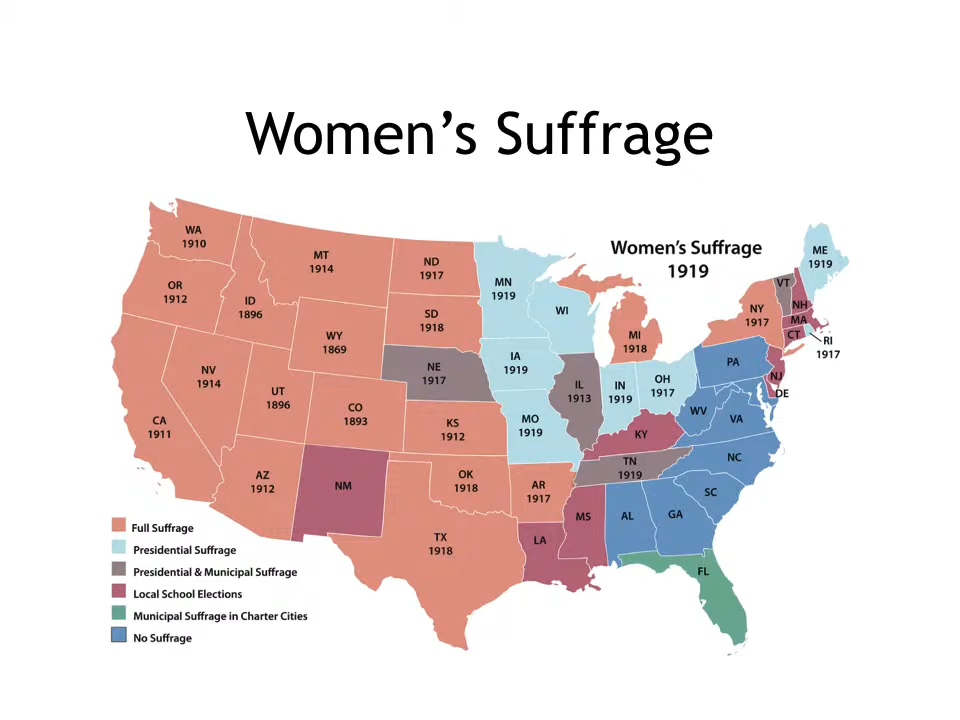 Women's Suffrage
Women's Suffrage
1919
WA
1910
OR
1912
ID
1896
MT
1914
ND
1917
SD
1918
WY
1869
NV
1914
UT
1896
CO
1893
CA
1911
AZ
1912
NM
NE
1917
KS
1912
OK
1918
TX
1918
MN
1919
IA
1919
MO
1919
AR
1917
LA
WI
IL
1913
MI
1918
IN
1919
OH
1917
KY
TN
1919
MS
AL
GA
FL
SC
NC
VA
WV
PA
NY
1917
VT
NH
MA
CT
RI
1917
NJ
DE
ME
1919
Full Suffrage
Presidential Suffrage
Presidential & Municipal Suffrage
Local School Elections
Municipal Suffrage in Charter Cities
No Suffrage